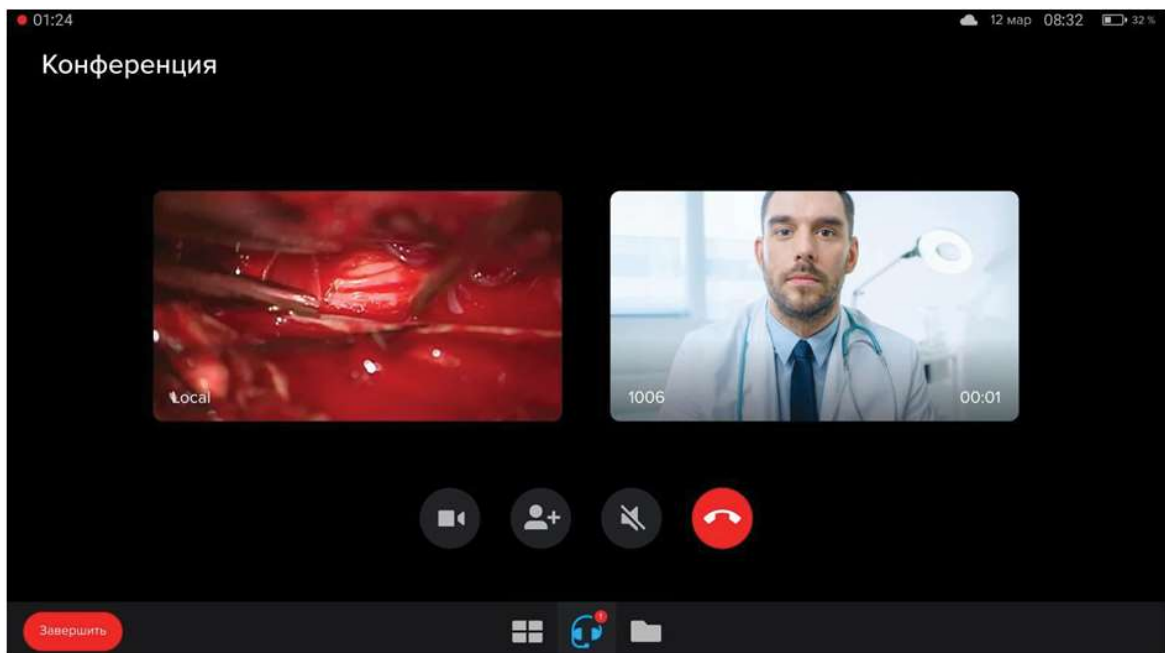 01:24
12 мар 08:32 32 %
Конференция
Local
1006 00:01
Завершить